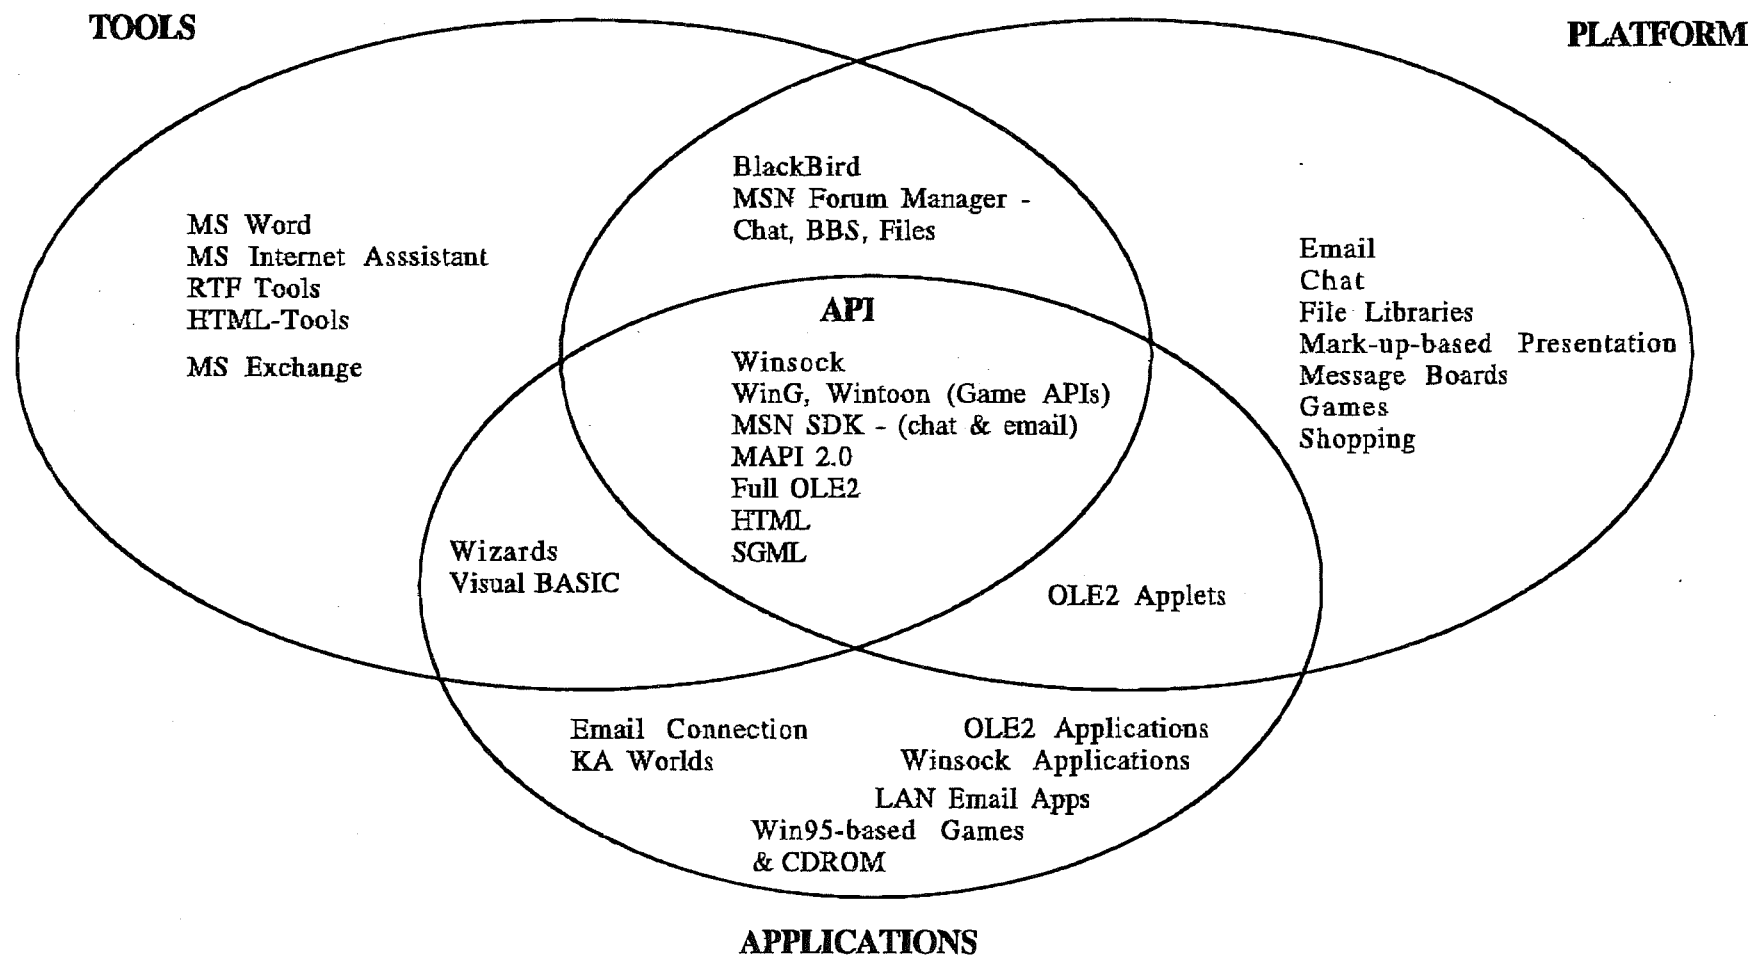 TOOLS
PLATFORM
BlackBird
MSN Forum Manager -
Chat, BBS, Files
MS Word
MS Internet Asssistant
RTF Tools
HTML-Tools
MS Exchange
Email
Chat
File Libraries
Mark-up-based Presentation
Message Boards
Games
Shopping
API
Winsock
WinG, Wintoon (Game APIs)
MSN SDK - (chat & email)
MAPI 2.0
Full OLE2
HTML
SGML
Wizards
Visual BASIC
OLE2 Applets
Email Connection
KA Worlds
OLE2 Applications
Winsock Applications
LAN Email Apps
Win95-based Games
& CDROM
APPLICATIONS